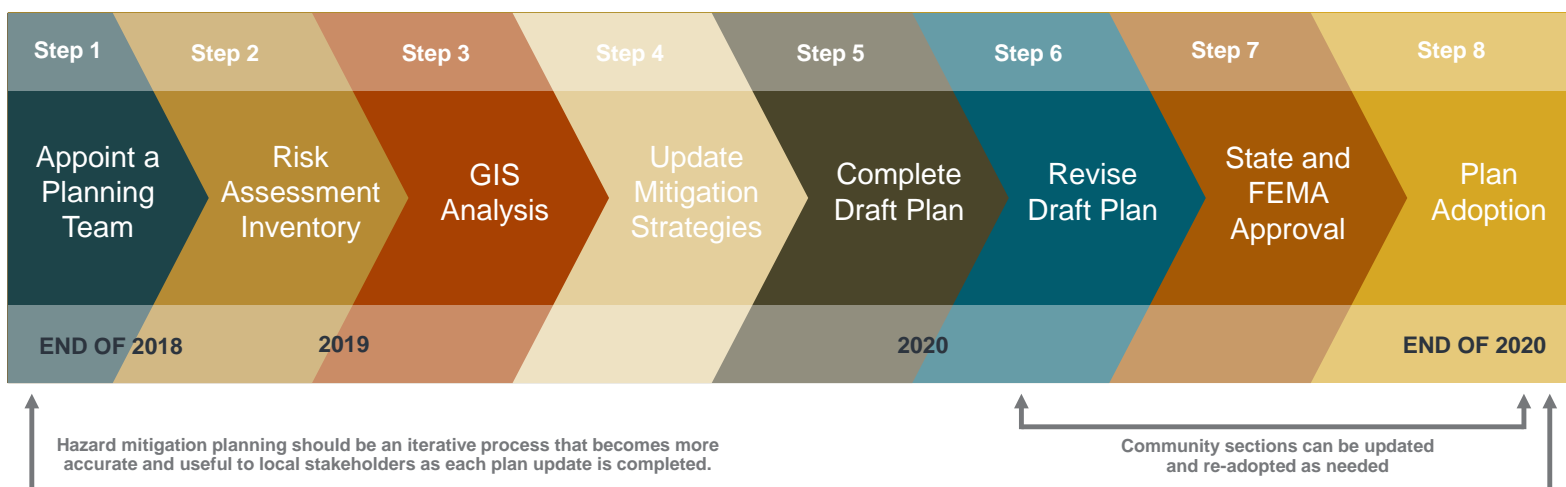 Step 1
Step 2
Step 3
Step 4
Step 5
Step 6
Step 7
Step 8
Appoint a
Planning
Team
Risk
Assessment
Inventory
GIS
Analysis
Update
Mitigation
Strategies
Complete
Draft Plan
Revise
Draft Plan
State and
FEMA
Approval
Plan
Adoption
END OF 2018
2019
2020
END OF 2020
Hazard mitigation planning should be an iterative process that becomes more
accurate and useful to local stakeholders as each plan update is completed.
Community sections can be updated
and re-adopted as needed